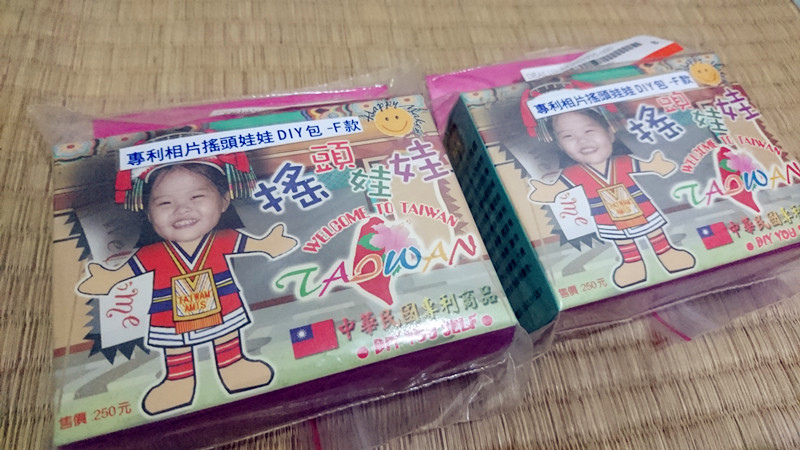 Happy
專利相片搖頭娃娃DIY包 -F款
搖頭娃娃
WELCOME TO TAIWAN
TAIWAN
me
TAIWAN
AMIS
中華民國專利商品
DIY YOU SELF
售價:250元
專利相片搖頭娃娃DIY包 -F款
搖頭娃娃
WELCOME TO TAIWAN
TAIWAN
me
中華民國專利
DIY YOU
售價:250元